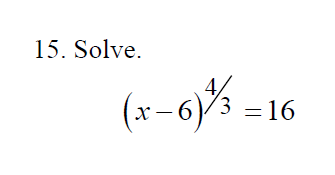 15. Solve.
(x − 6)^{4/3} = 16